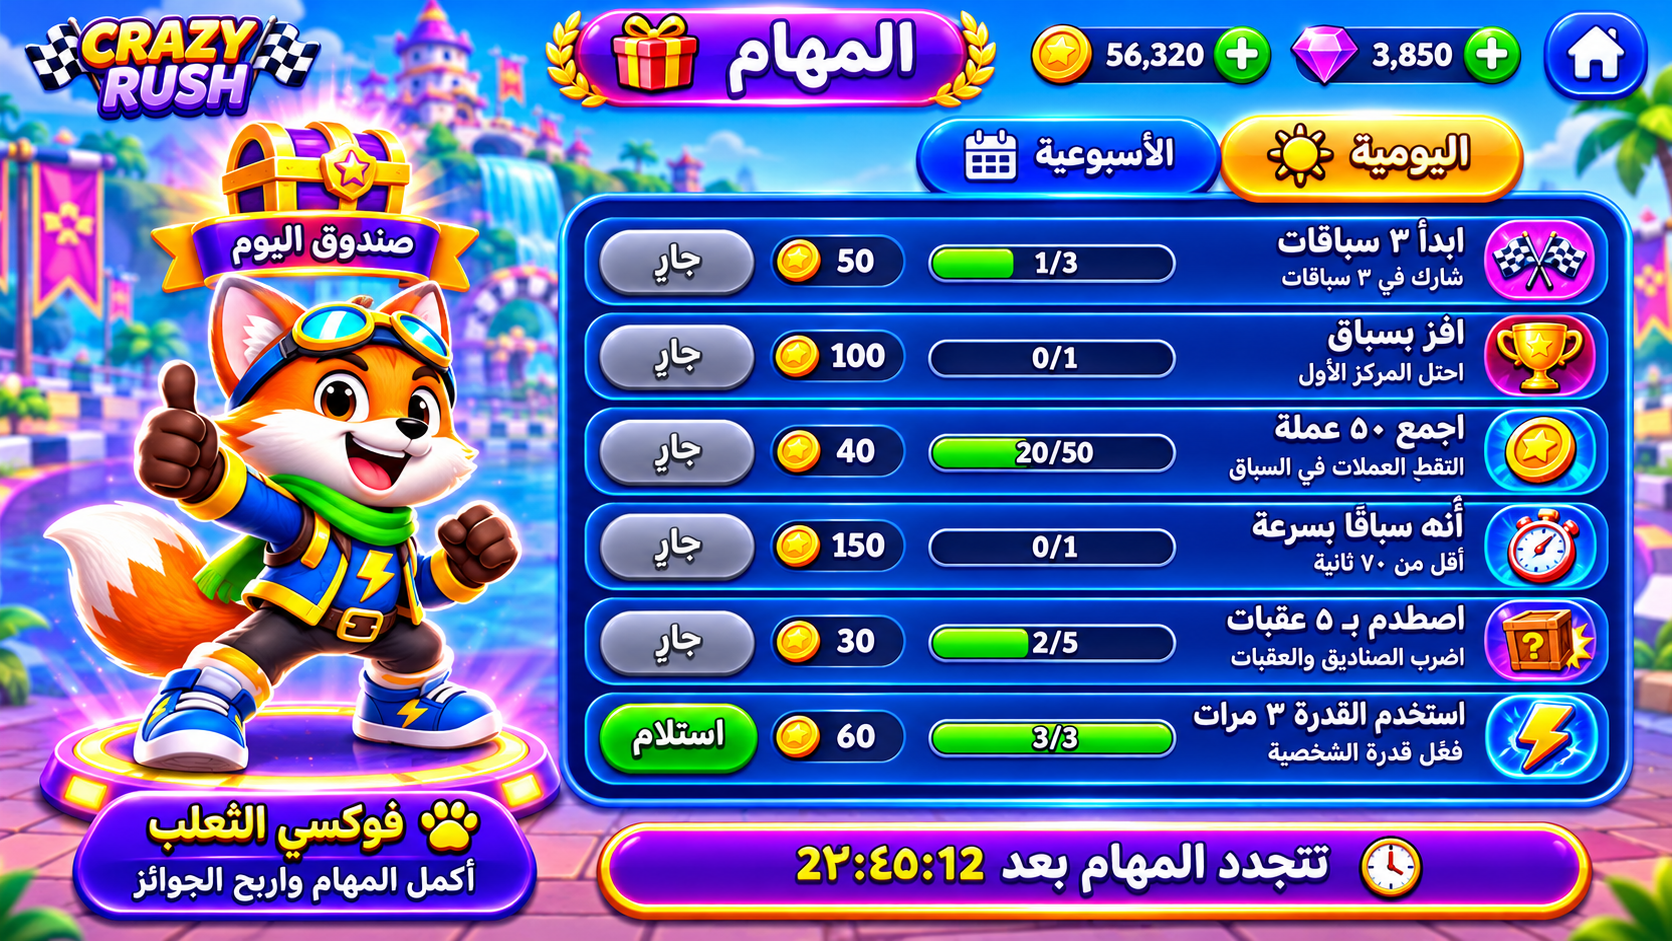 CRAZY
RUSH
المهام
56,320
3,850
اليومية
الأسبوعية
صندوق اليوم
ابدأ ٣ سباقات
شارك في ٣ سباقات
1/3
50
جارٍ
افز بسباق
احتل المركز الأول
0/1
100
جارٍ
اجمع ٥٠ عملة
التقط العملات في السباق
20/50
40
جارٍ
أنه سباقًا بسرعة
أقل من ٧٠ ثانية
0/1
150
جارٍ
اصطدم بـ ٥ عقبات
اضرب الصناديق والعقبات
2/5
30
جارٍ
استخدم القدرة ٣ مرات
فعَّل قدرة الشخصية
3/3
60
استلام
فوكسي الثعلب
أكمل المهام واربح الجوائز
تتجدد المهام بعد 2٢:٤٥:12